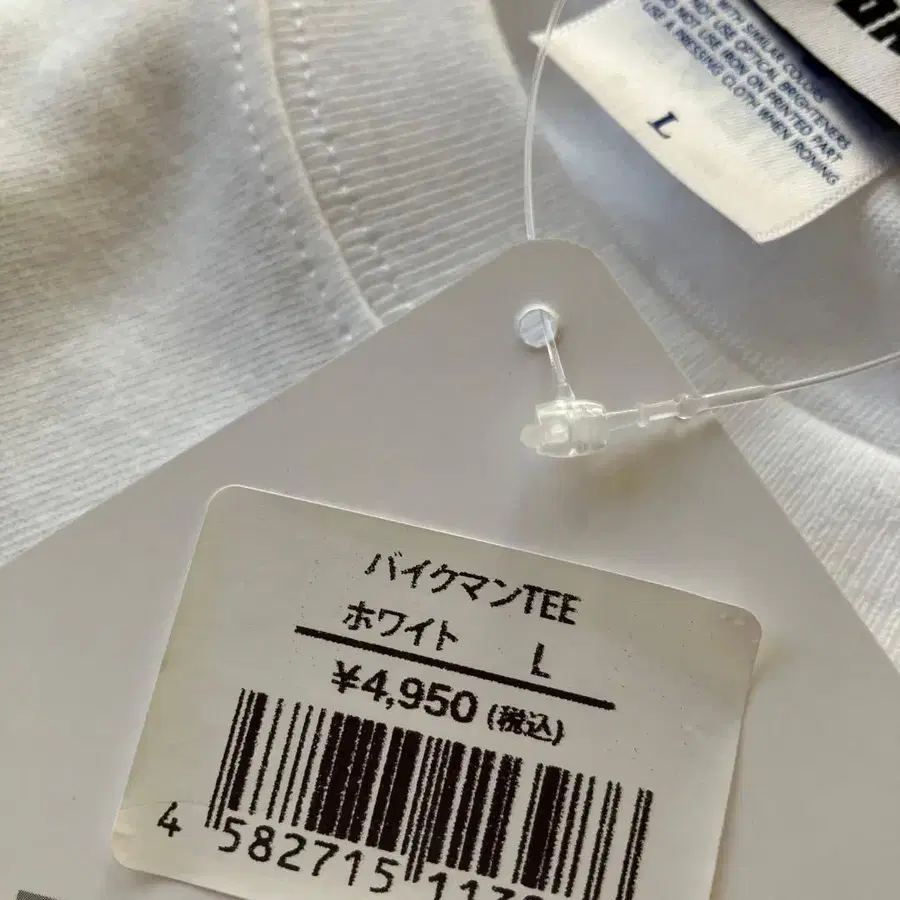 WITH SIMILAR COLORS
NOT USE OPTICAL BRIGHTENERS
DO NOT USE IRON ON PRINTED PART
USE A PRESSING CLOTH WHEN IRONING
L
バイクマンTEE
ホワイト L
¥4,950 (税込)
4 582715